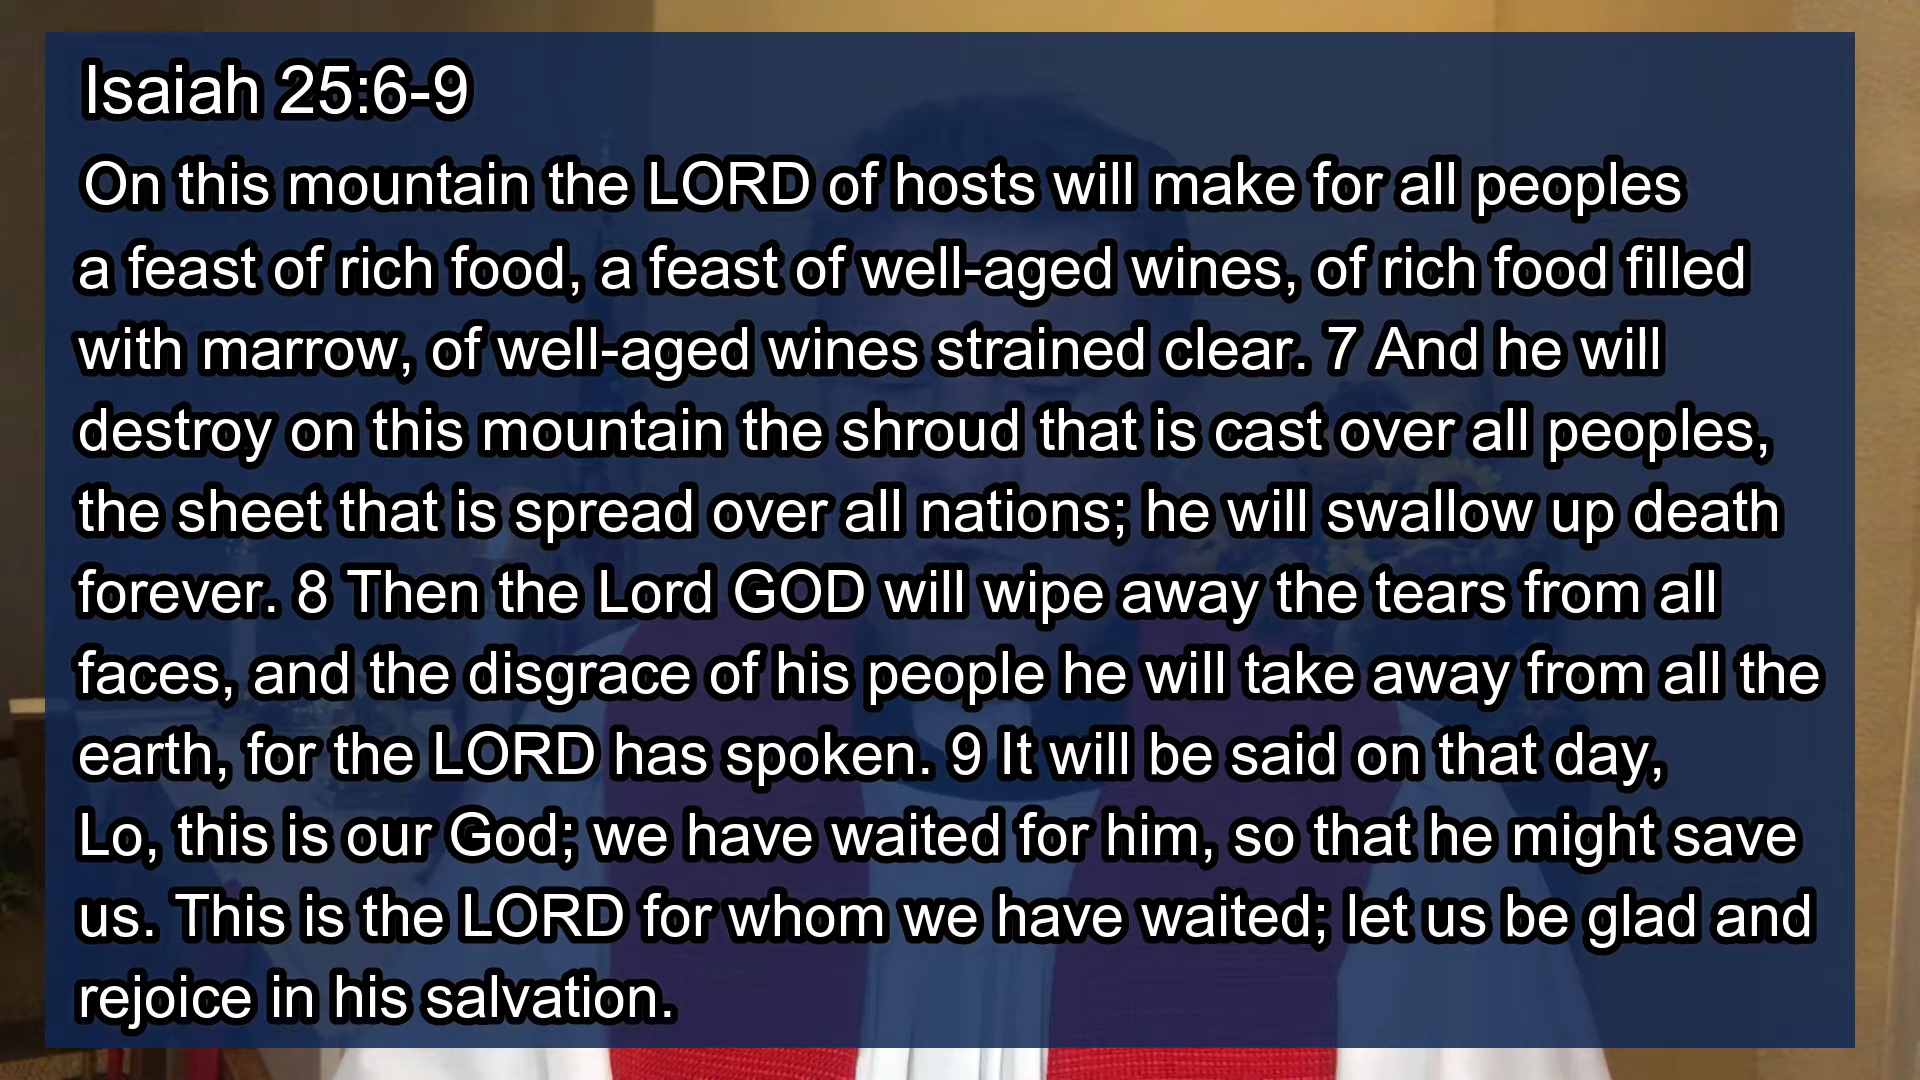 Isaiah 25:6-9
On this mountain the LORD of hosts will make for all peoples
a feast of rich food, a feast of well-aged wines, of rich food filled
with marrow, of well-aged wines strained clear. 7 And he will
destroy on this mountain the shroud that is cast over all peoples,
the sheet that is spread over all nations; he will swallow up death
forever. 8 Then the Lord GOD will wipe away the tears from all
faces, and the disgrace of his people he will take away from all the
earth, for the LORD has spoken. 9 It will be said on that day,
Lo, this is our God; we have waited for him, so that he might save
us. This is the LORD for whom we have waited; let us be glad and
rejoice in his salvation.